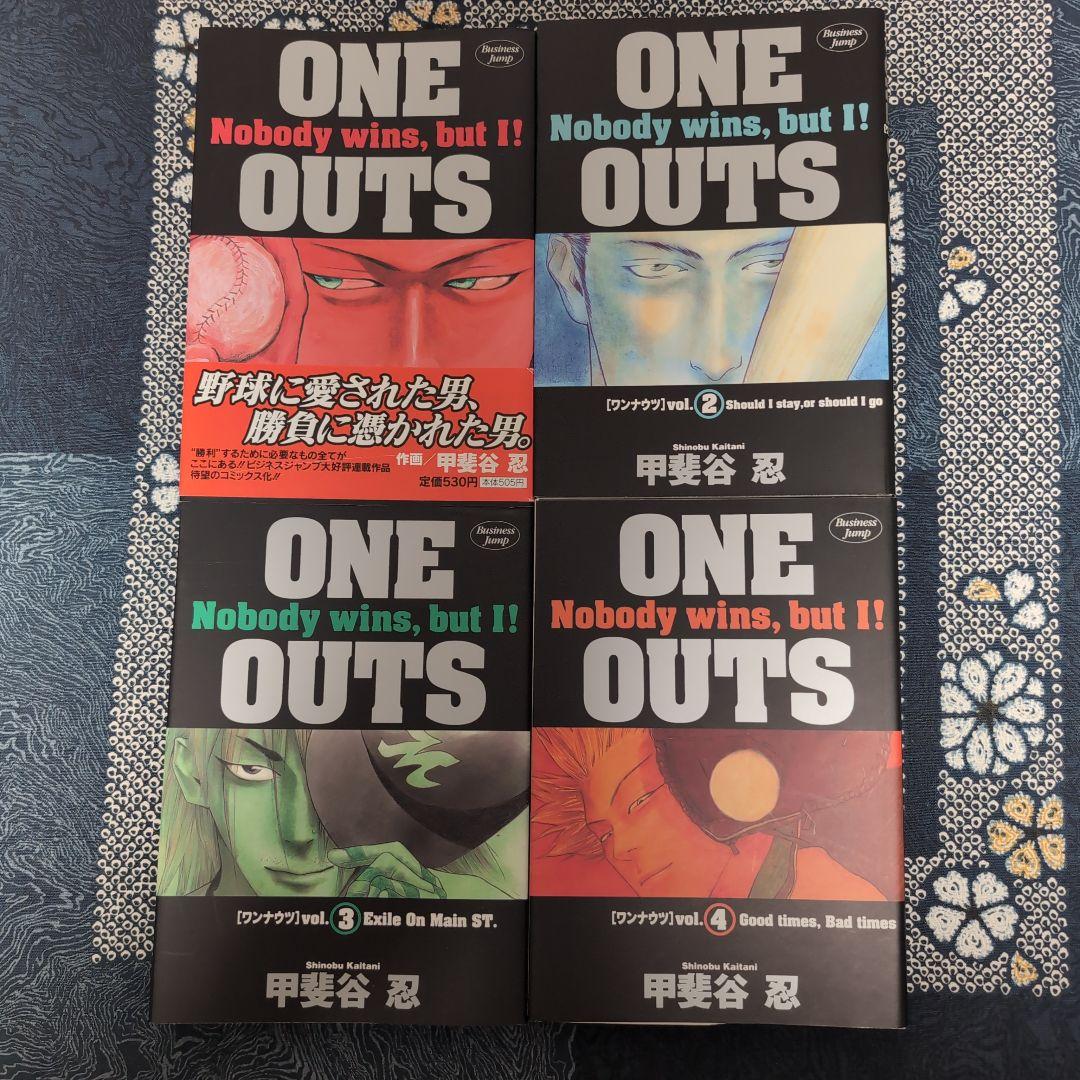 ONE
Business
Jump
Nobody wins, but I!
OUTS
野球に愛された男、
勝負に憑かれた男。
"勝利"するために必要なもの全てが
ここにある!!ビジネスジャンプ大好評連載作品
待望のコミックス化!!
作画/甲斐谷 忍
定価530円 本体505円
ONE
Business
Jump
Nobody wins, but I!
OUTS
[ワンナウツ] vol. 2 Should I stay,or should I go
Shinobu Kaitani
甲斐谷 忍
ONE
Business
Jump
Nobody wins, but I!
OUTS
そ
[ワンナウツ] vol. 3 Exile On Main ST.
Shinobu Kaitani
甲斐谷 忍
ONE
Business
Jump
Nobody wins, but I!
OUTS
[ワンナウツ] vol. 4 Good times, Bad times
Shinobu Kaitani
甲斐谷 忍